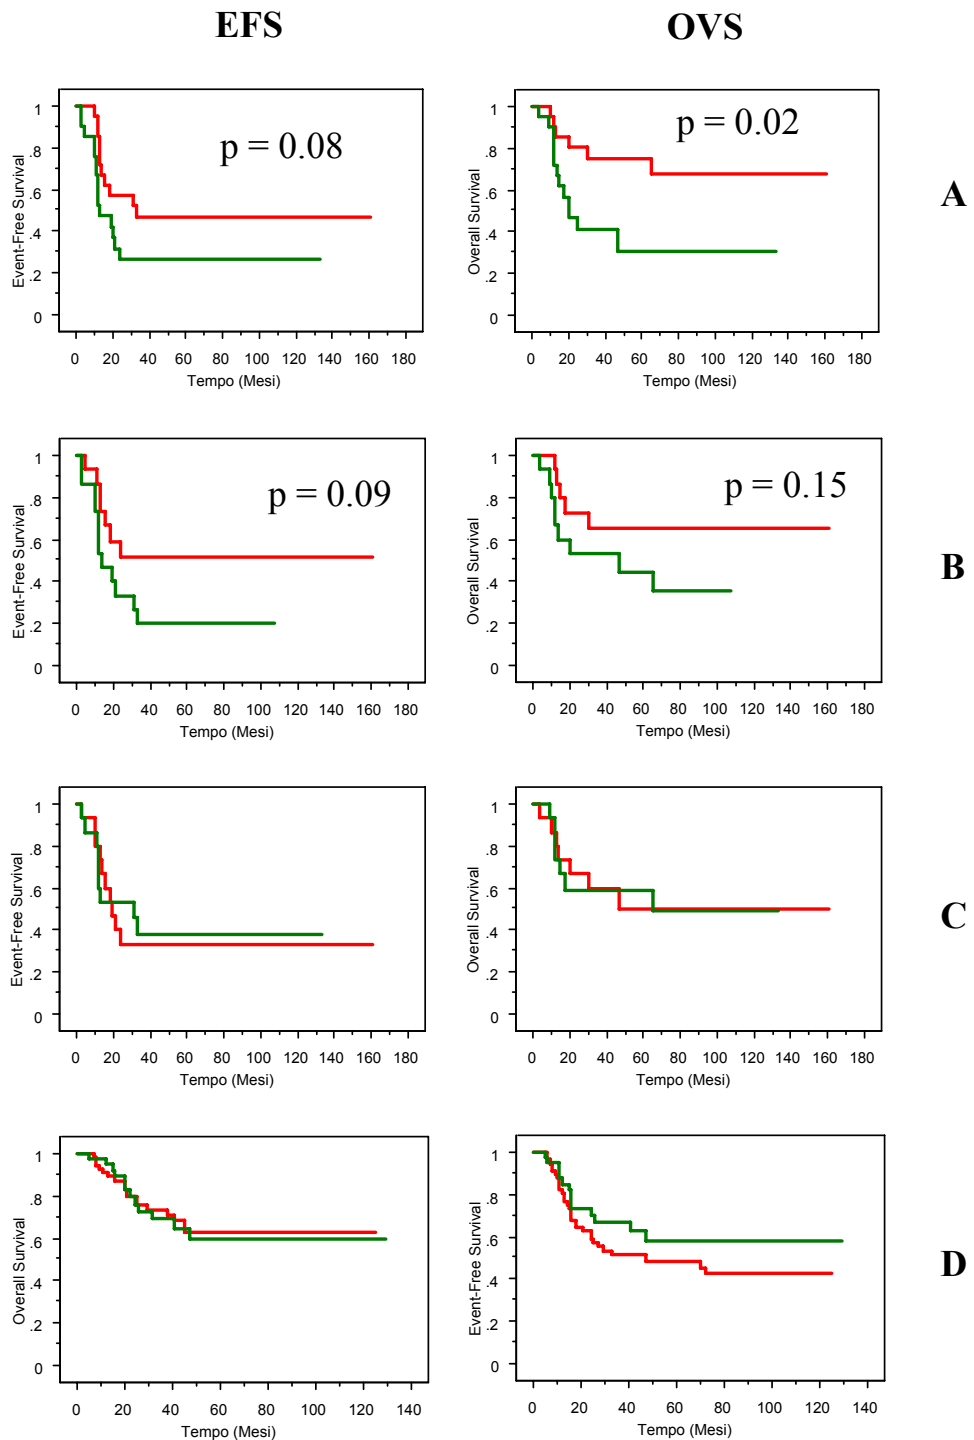 EFS
OVS
1
.8
.6
.4
.2
0
Event-Free Survival
p = 0.08
0 20 40 60 80 100 120 140 160 180
Tempo (Mesi)
1
.8
.6
.4
.2
0
Overall Survival
p = 0.02
0 20 40 60 80 100 120 140 160 180
Tempo (Mesi)
A
1
.8
.6
.4
.2
0
Event-Free Survival
p = 0.09
0 20 40 60 80 100 120 140 160 180
Tempo (Mesi)
1
.8
.6
.4
.2
0
Overall Survival
p = 0.15
0 20 40 60 80 100 120 140 160 180
Tempo (Mesi)
B
1
.8
.6
.4
.2
0
Event-Free Survival
0 20 40 60 80 100 120 140 160 180
Tempo (Mesi)
1
.8
.6
.4
.2
0
Overall Survival
0 20 40 60 80 100 120 140 160 180
Tempo (Mesi)
C
1
.8
.6
.4
.2
0
Overall Survival
0 20 40 60 80 100 120 140
Tempo (Mesi)
1
.8
.6
.4
.2
0
Event-Free Survival
0 20 40 60 80 100 120 140
Tempo (Mesi)
D